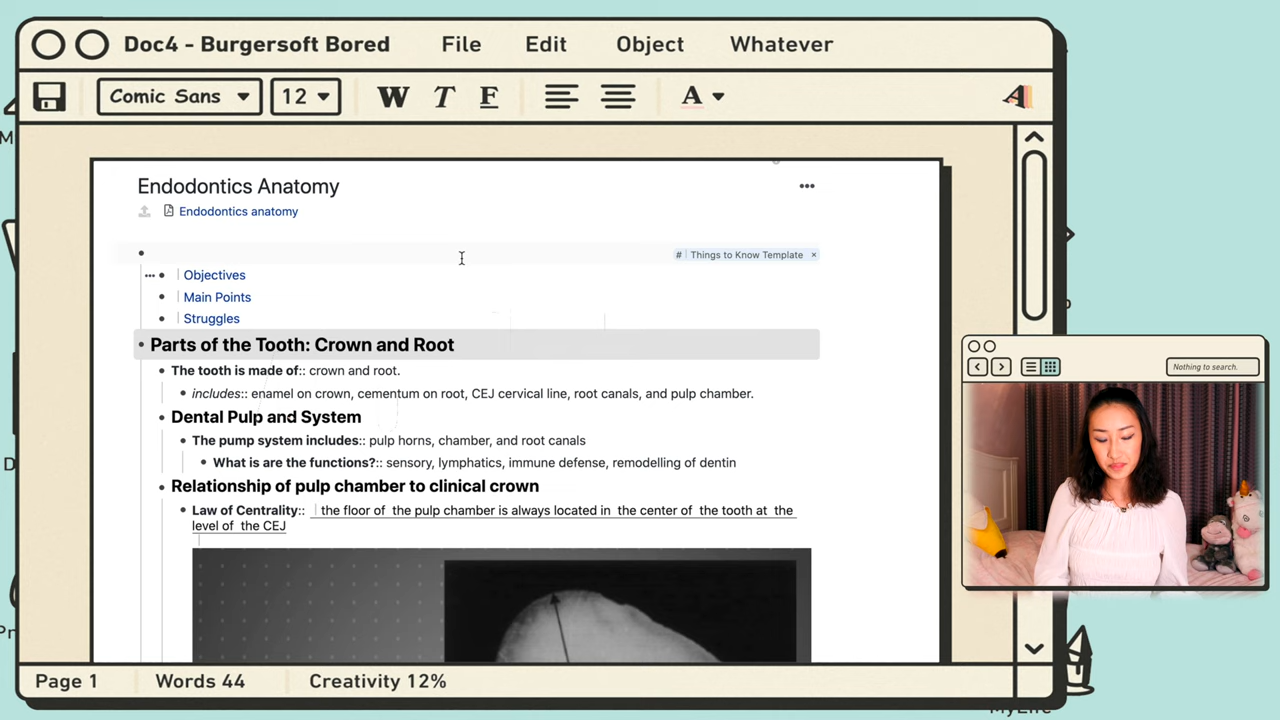 Doc4 - Burgersoft Bored File Edit Object Whatever
Comic Sans 12 W T F A A
Endodontics Anatomy
Endodontics anatomy
# Things to Know Template ×
Objectives
Main Points
Struggles
Parts of the Tooth: Crown and Root
The tooth is made of:: crown and root.
includes:: enamel on crown, cementum on root, CEJ cervical line, root canals, and pulp chamber.
Dental Pulp and System
The pump system includes:: pulp horns, chamber, and root canals
What is are the functions?:: sensory, lymphatics, immune defense, remodelling of dentin
Relationship of pulp chamber to clinical crown
Law of Centrality:: the floor of the pulp chamber is always located in the center of the tooth at the
level of the CEJ
Page 1 Words 44 Creativity 12%
Nothing to search.